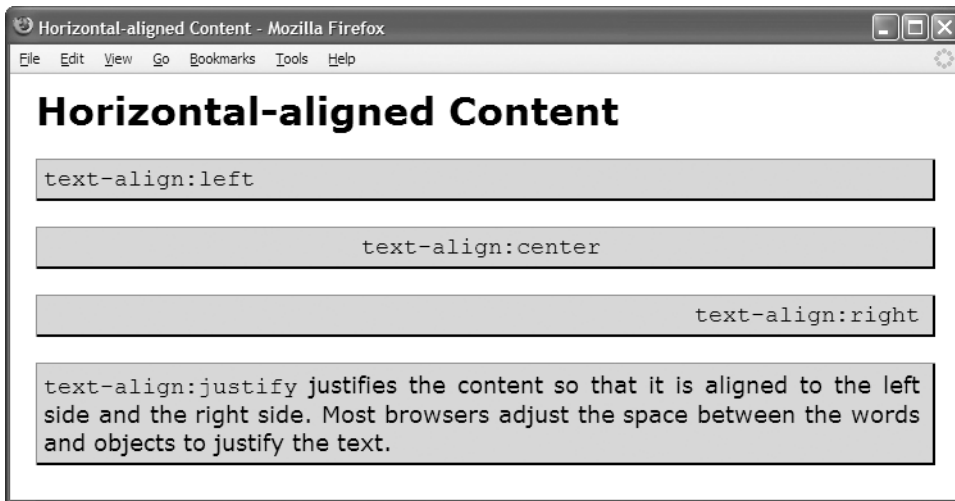 Horizontal-aligned Content - Mozilla Firefox
File Edit View Go Bookmarks Tools Help
Horizontal-aligned Content
text-align:left
text-align:center
text-align:right
text-align:justify justifies the content so that it is aligned to the left
side and the right side. Most browsers adjust the space between the words
and objects to justify the text.